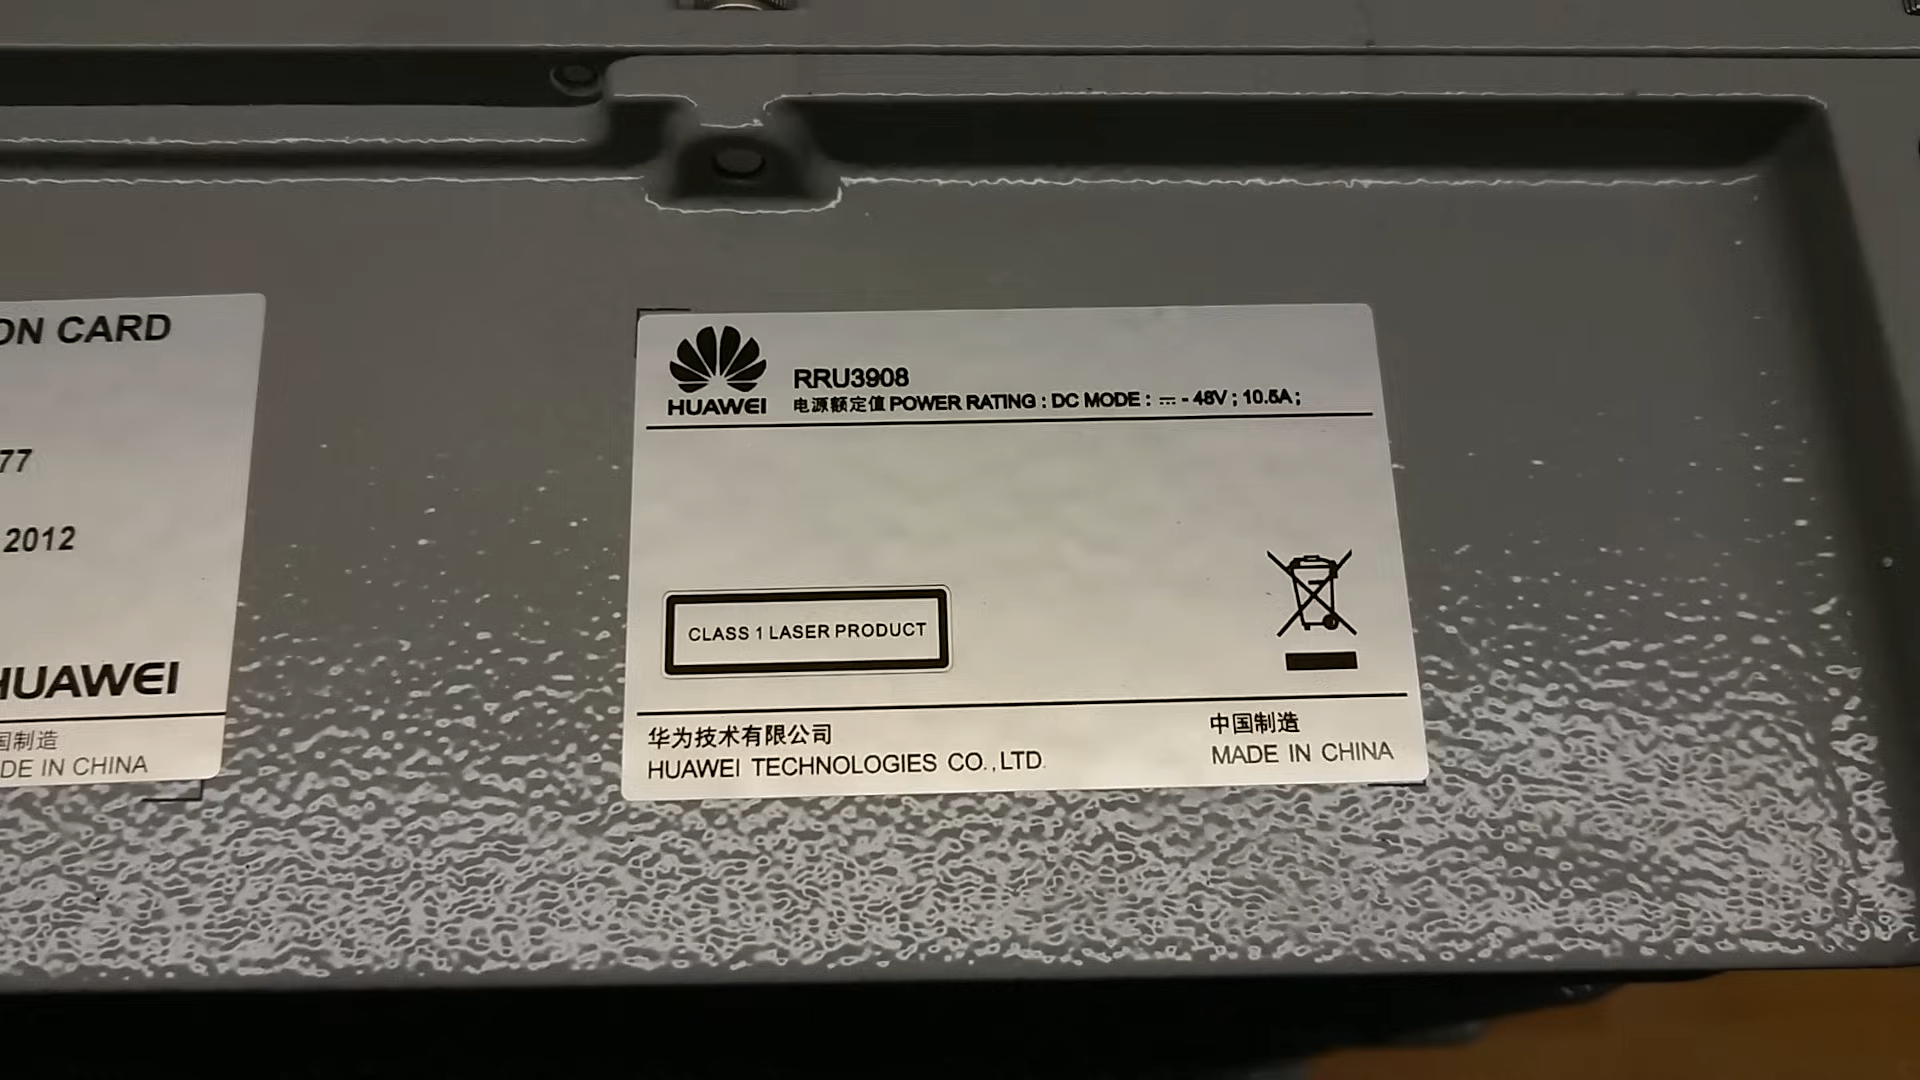 ON CARD
77
2012
HUAWEI
国制造
DE IN CHINA
HUAWEI
RRU3908
电源额定值 POWER RATING : DC MODE : ⎓ - 48V ; 10.5A ;
CLASS 1 LASER PRODUCT
华为技术有限公司
HUAWEI TECHNOLOGIES CO.,LTD.
中国制造
MADE IN CHINA